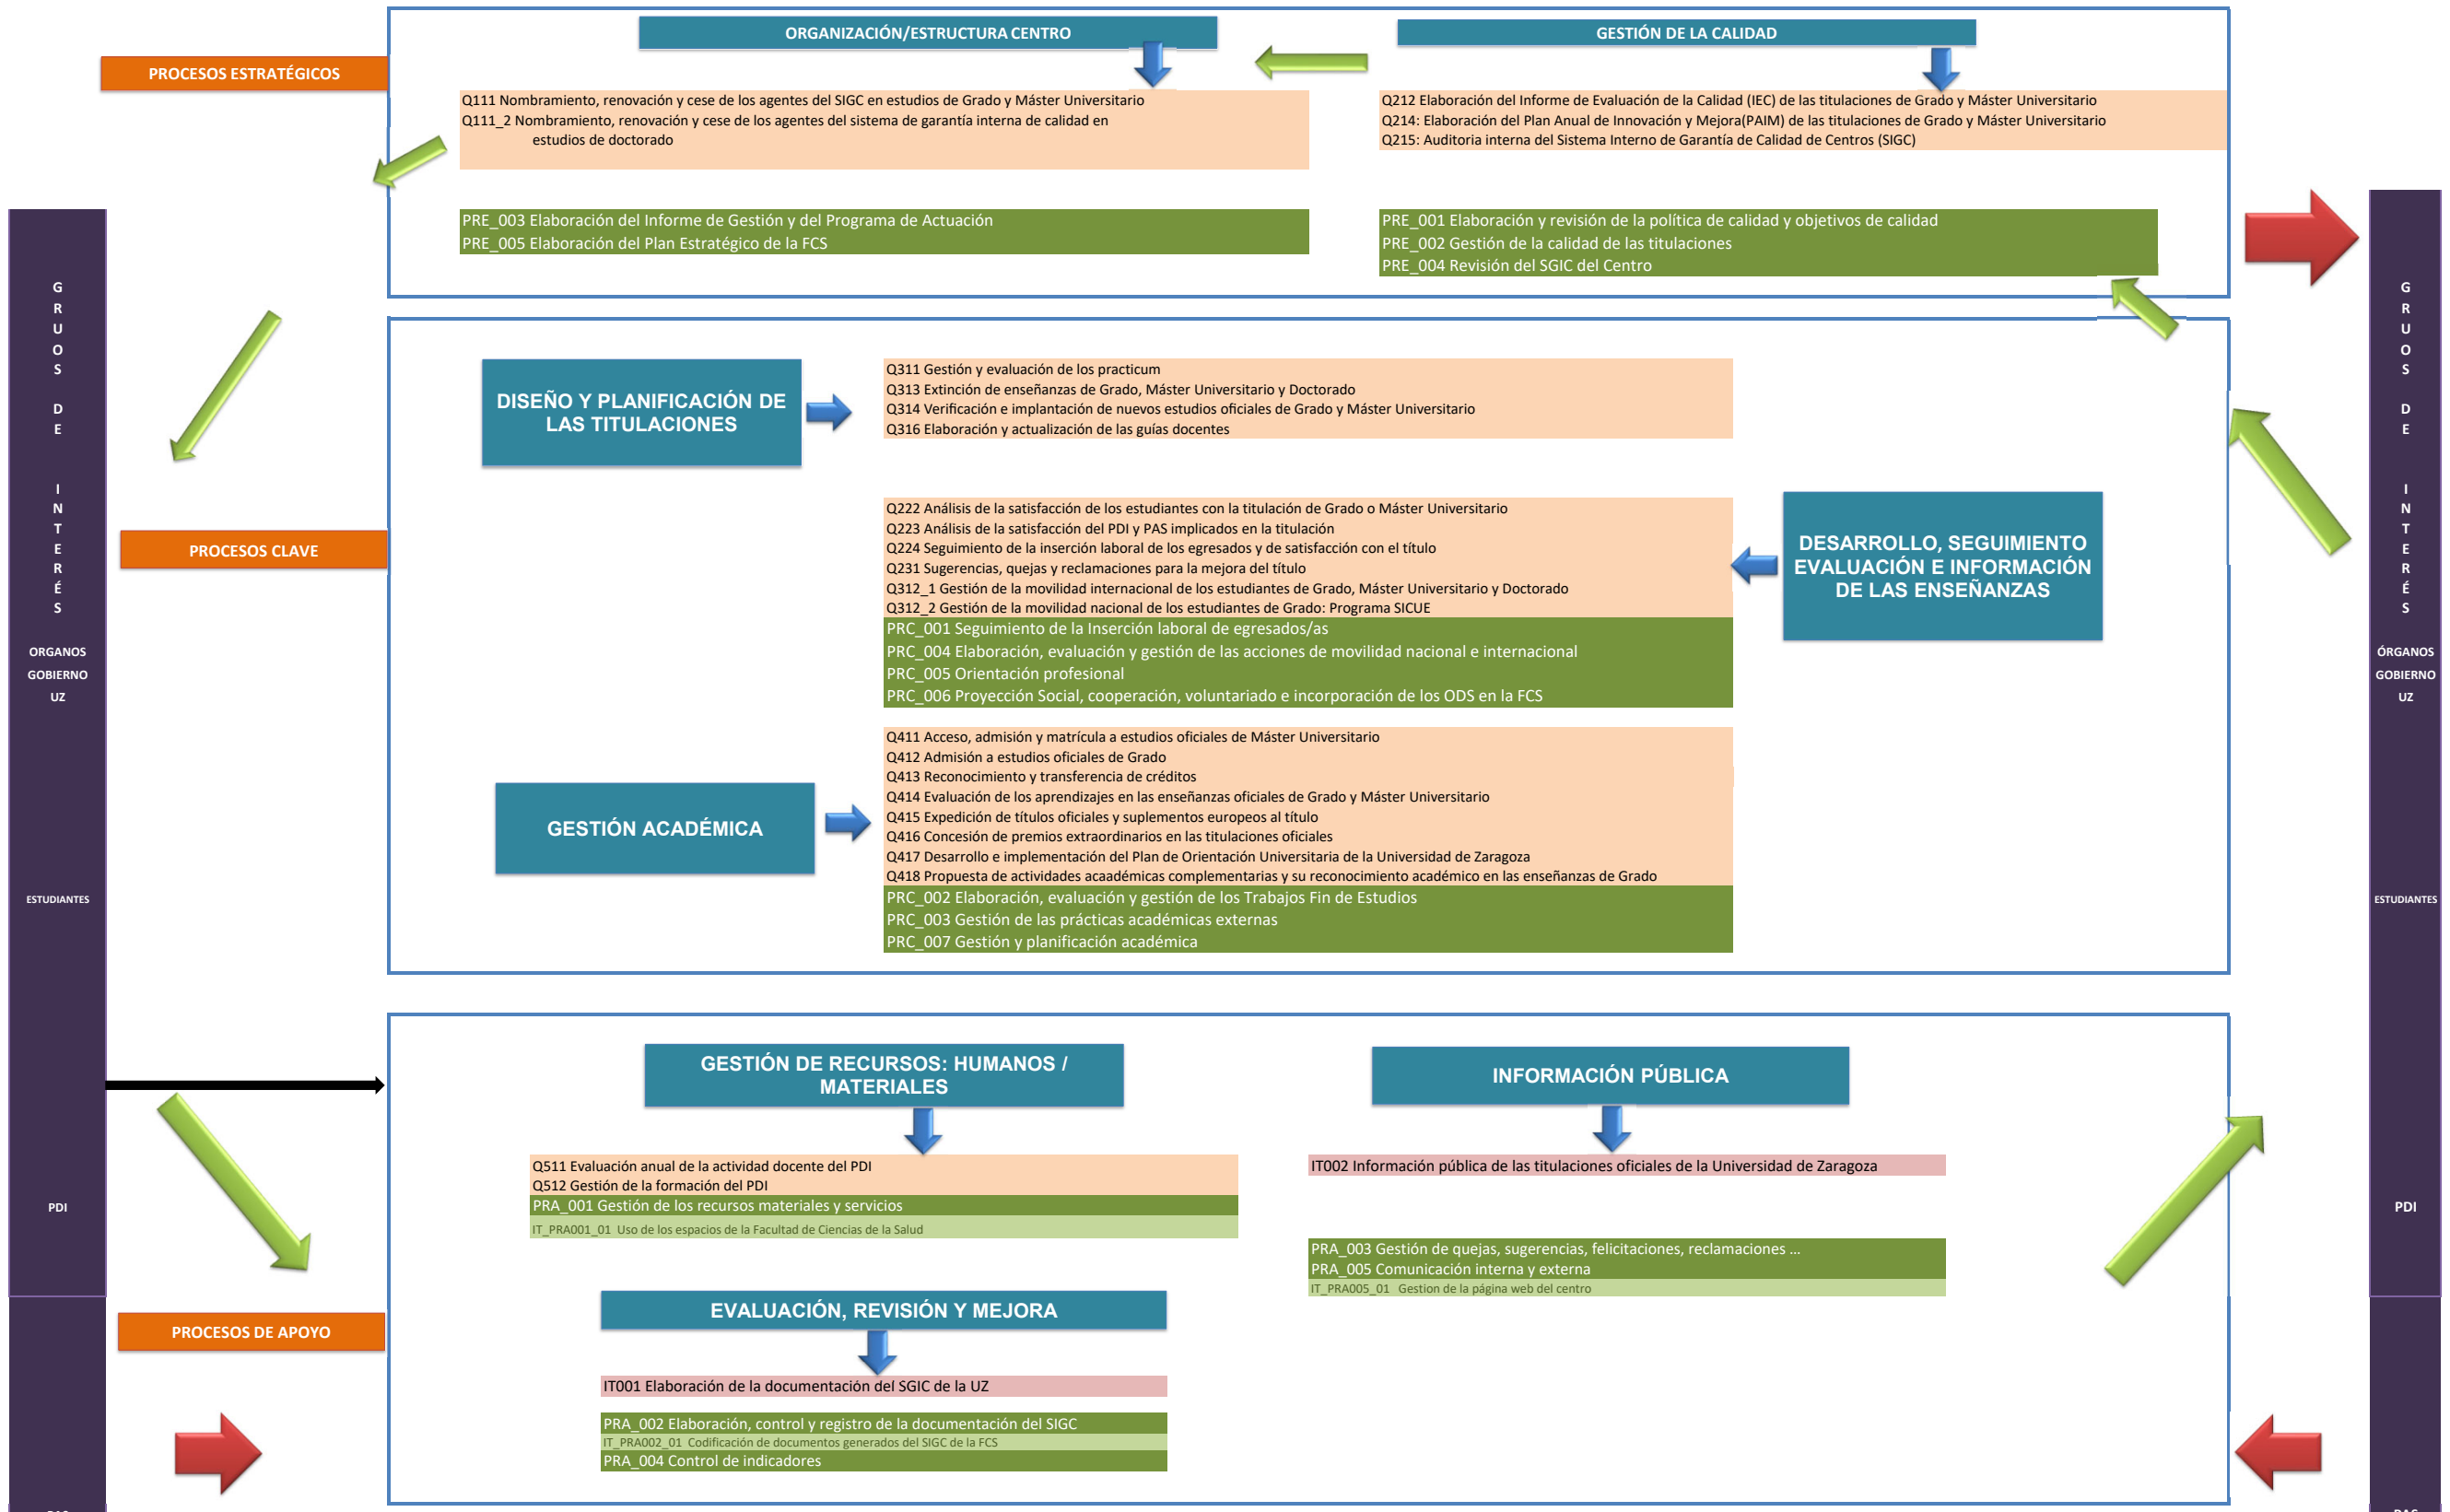 ORGANIZACIÓN/ESTRUCTURA CENTRO
GESTIÓN DE LA CALIDAD
PROCESOS ESTRATÉGICOS
Q111 Nombramiento, renovación y cese de los agentes del SIGC en estudios de Grado y Máster Universitario
Q111_2 Nombramiento, renovación y cese de los agentes del sistema de garantía interna de calidad en
estudios de doctorado
Q212 Elaboración del Informe de Evaluación de la Calidad (IEC) de las titulaciones de Grado y Máster Universitario
Q214: Elaboración del Plan Anual de Innovación y Mejora(PAIM) de las titulaciones de Grado y Máster Universitario
Q215: Auditoria interna del Sistema Interno de Garantía de Calidad de Centros (SIGC)
PRE_003 Elaboración del Informe de Gestión y del Programa de Actuación
PRE_005 Elaboración del Plan Estratégico de la FCS
PRE_001 Elaboración y revisión de la política de calidad y objetivos de calidad
PRE_002 Gestión de la calidad de las titulaciones
PRE_004 Revisión del SGIC del Centro
G
R
U
O
S
D
E
I
N
T
E
R
É
S
ORGANOS
GOBIERNO
UZ
ESTUDIANTES
PDI
PROCESOS CLAVE
DISEÑO Y PLANIFICACIÓN DE
LAS TITULACIONES
Q311 Gestión y evaluación de los practicum
Q313 Extinción de enseñanzas de Grado, Máster Universitario y Doctorado
Q314 Verificación e implantación de nuevos estudios oficiales de Grado y Máster Universitario
Q316 Elaboración y actualización de las guías docentes
Q222 Análisis de la satisfacción de los estudiantes con la titulación de Grado o Máster Universitario
Q223 Análisis de la satisfacción del PDI y PAS implicados en la titulación
Q224 Seguimiento de la inserción laboral de los egresados y de satisfacción con el título
Q231 Sugerencias, quejas y reclamaciones para la mejora del título
Q312_1 Gestión de la movilidad internacional de los estudiantes de Grado, Máster Universitario y Doctorado
Q312_2 Gestión de la movilidad nacional de los estudiantes de Grado: Programa SICUE
PRC_001 Seguimiento de la Inserción laboral de egresados/as
PRC_004 Elaboración, evaluación y gestión de las acciones de movilidad nacional e internacional
PRC_005 Orientación profesional
PRC_006 Proyección Social, cooperación, voluntariado e incorporación de los ODS en la FCS
DESARROLLO, SEGUIMIENTO
EVALUACIÓN E INFORMACIÓN
DE LAS ENSEÑANZAS
GESTIÓN ACADÉMICA
Q411 Acceso, admisión y matrícula a estudios oficiales de Máster Universitario
Q412 Admisión a estudios oficiales de Grado
Q413 Reconocimiento y transferencia de créditos
Q414 Evaluación de los aprendizajes en las enseñanzas oficiales de Grado y Máster Universitario
Q415 Expedición de títulos oficiales y suplementos europeos al título
Q416 Concesión de premios extraordinarios en las titulaciones oficiales
Q417 Desarrollo e implementación del Plan de Orientación Universitaria de la Universidad de Zaragoza
Q418 Propuesta de actividades acaadémicas complementarias y su reconocimiento académico en las enseñanzas de Grado
PRC_002 Elaboración, evaluación y gestión de los Trabajos Fin de Estudios
PRC_003 Gestión de las prácticas académicas externas
PRC_007 Gestión y planificación académica
GESTIÓN DE RECURSOS: HUMANOS /
MATERIALES
Q511 Evaluación anual de la actividad docente del PDI
Q512 Gestión de la formación del PDI
PRA_001 Gestión de los recursos materiales y servicios
IT_PRA001_01 Uso de los espacios de la Facultad de Ciencias de la Salud
INFORMACIÓN PÚBLICA
IT002 Información pública de las titulaciones oficiales de la Universidad de Zaragoza
PRA_003 Gestión de quejas, sugerencias, felicitaciones, reclamaciones ...
PRA_005 Comunicación interna y externa
IT_PRA005_01 Gestion de la página web del centro
PROCESOS DE APOYO
EVALUACIÓN, REVISIÓN Y MEJORA
IT001 Elaboración de la documentación del SGIC de la UZ
PRA_002 Elaboración, control y registro de la documentación del SIGC
IT_PRA002_01 Codificación de documentos generados del SIGC de la FCS
PRA_004 Control de indicadores
G
R
U
O
S
D
E
I
N
T
E
R
É
S
ÓRGANOS
GOBIERNO
UZ
ESTUDIANTES
PDI